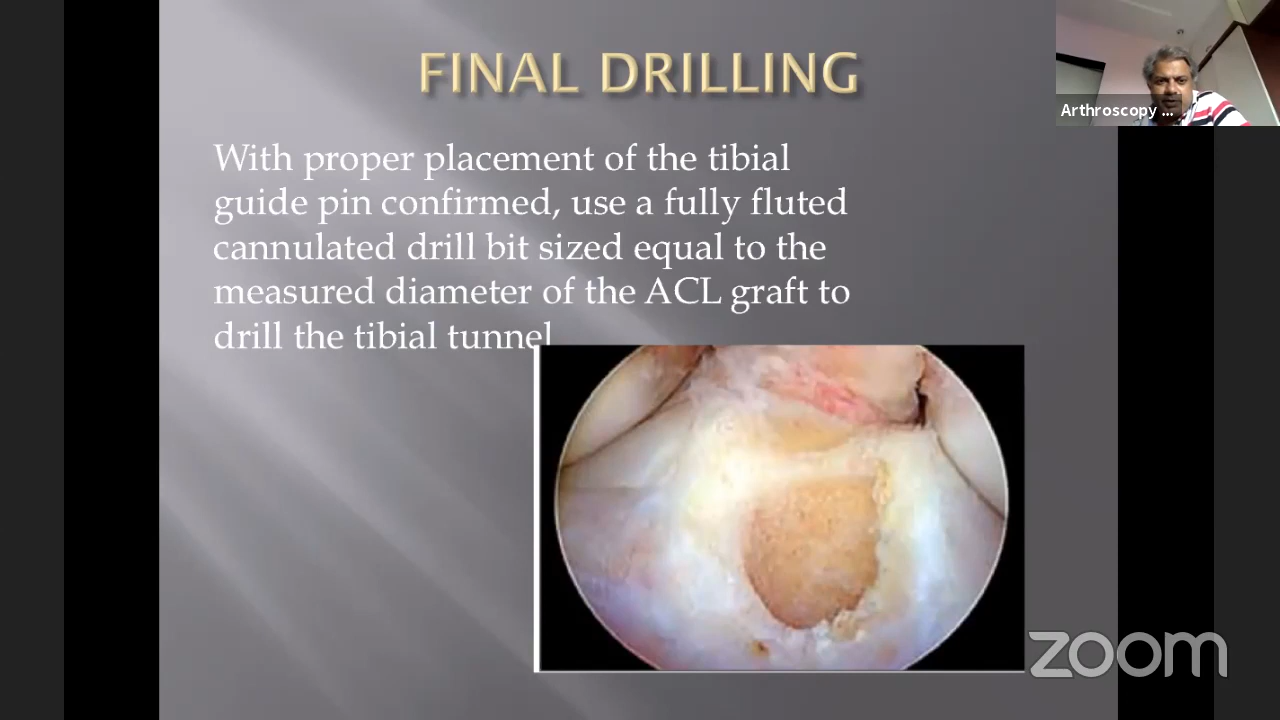 FINAL DRILLING
Arthroscopy ...
With proper placement of the tibial
guide pin confirmed, use a fully fluted
cannulated drill bit sized equal to the
measured diameter of the ACL graft to
drill the tibial tunnel
zoom